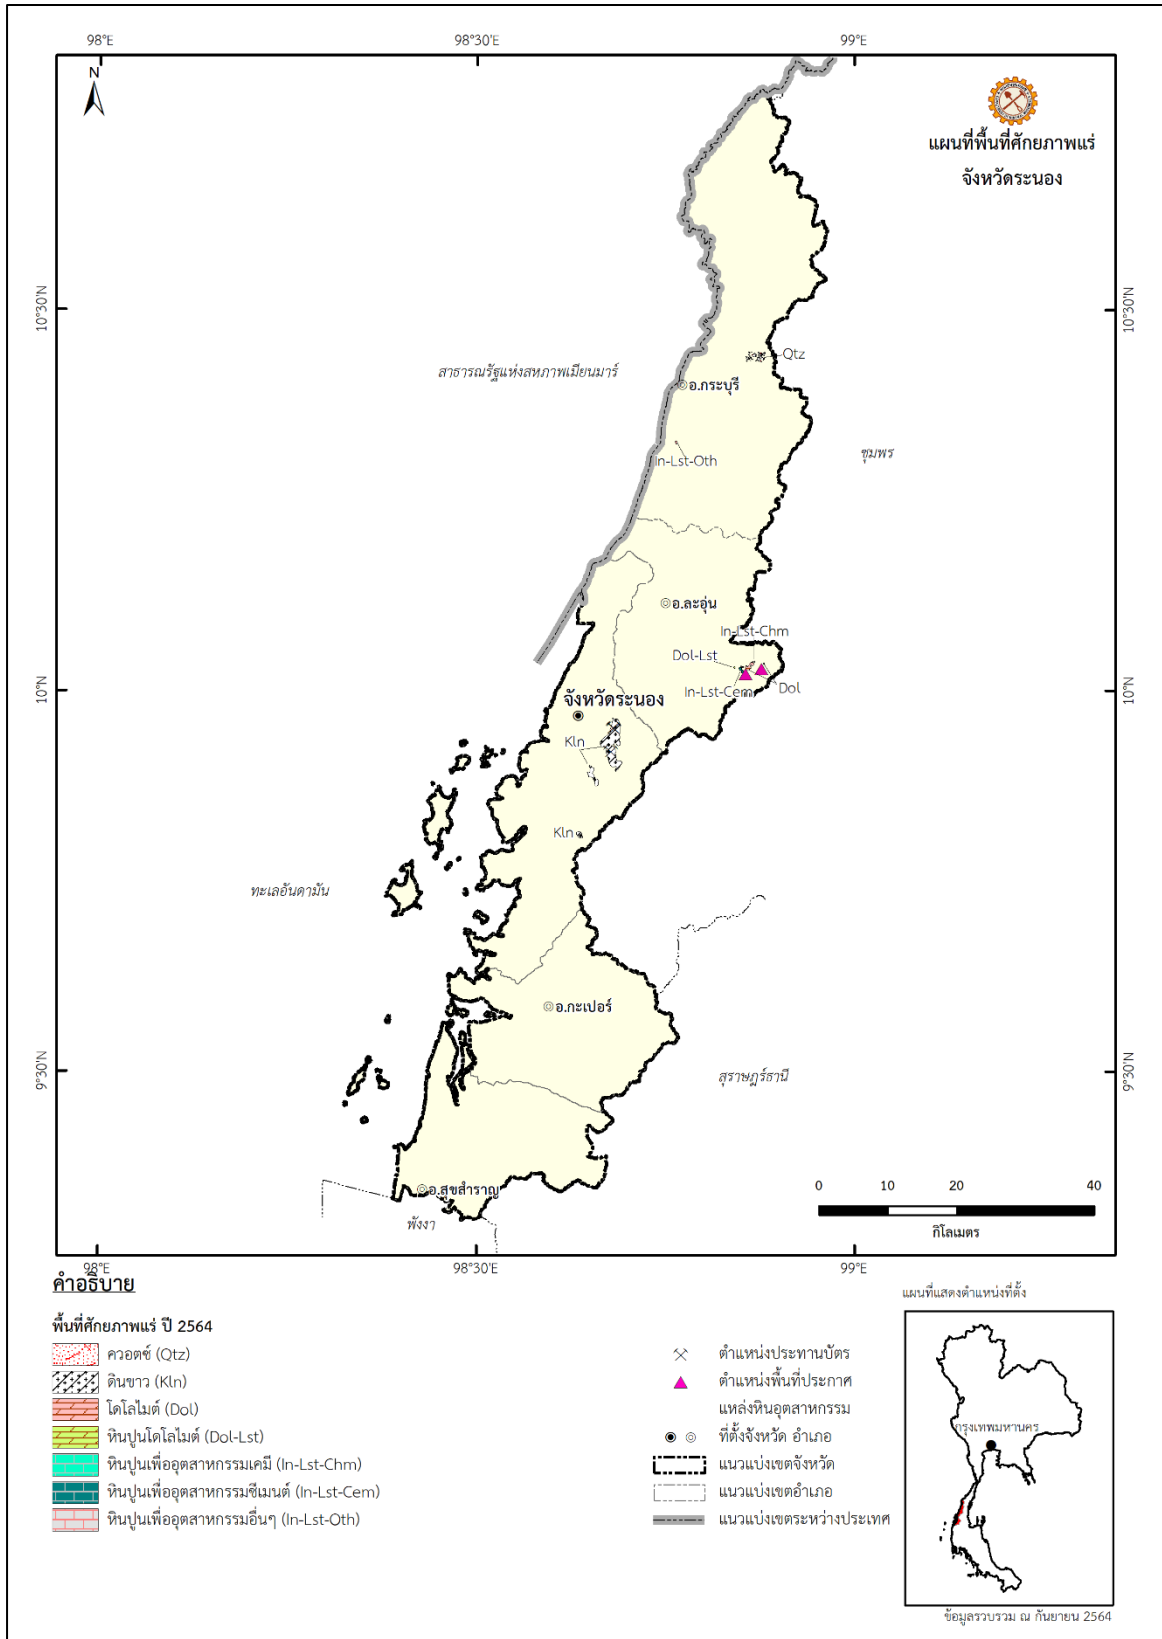 98°E
98°30'E
99°E
N
แผนที่พื้นที่ศักยภาพแร่
จังหวัดระนอง
10°30'N
10°30'N
Qtz
สาธารณรัฐแห่งสหภาพเมียนมาร์
อ.กระบุรี
ชุมพร
In-Lst-Oth
อ.ละอุ่น
In-Lst-Chm
Dol-Lst
In-Lst-Cem
Dol
10°N
10°N
จังหวัดระนอง
Kln
Kln
ทะเลอันดามัน
อ.กะเปอร์
9°30'N
9°30'N
สุราษฎร์ธานี
อ.สุขสำราญ
พังงา
0 10 20 40
กิโลเมตร
98°E
98°30'E
99°E
คำอธิบาย
พื้นที่ศักยภาพแร่ ปี 2564
ควอตซ์ (Qtz)
ดินขาว (Kln)
โดโลไมต์ (Dol)
หินปูนโดโลไมต์ (Dol-Lst)
หินปูนเพื่ออุตสาหกรรมเคมี (In-Lst-Chm)
หินปูนเพื่ออุตสาหกรรมซีเมนต์ (In-Lst-Cem)
หินปูนเพื่ออุตสาหกรรมอื่นๆ (In-Lst-Oth)
ตำแหน่งประทานบัตร
ตำแหน่งพื้นที่ประกาศ
แหล่งหินอุตสาหกรรม
ที่ตั้งจังหวัด อำเภอ
แนวแบ่งเขตจังหวัด
แนวแบ่งเขตอำเภอ
แนวแบ่งเขตระหว่างประเทศ
แผนที่แสดงตำแหน่งที่ตั้ง
กรุงเทพมหานคร
ข้อมูลรวบรวม ณ กันยายน 2564